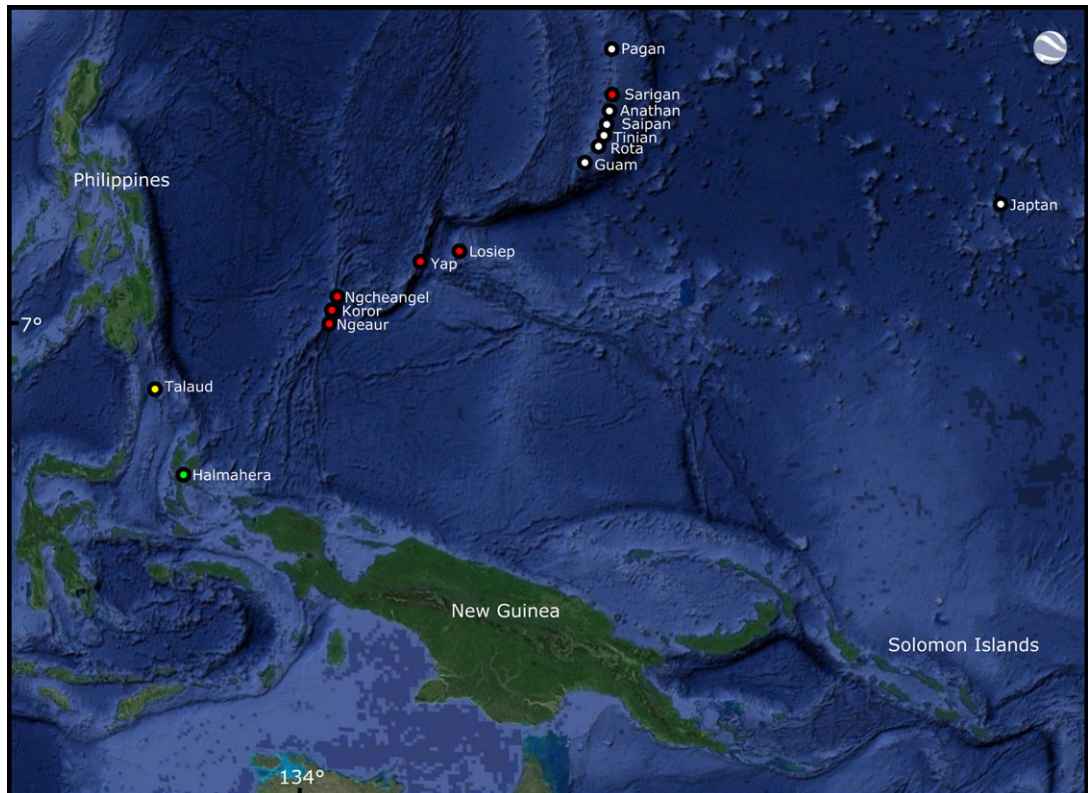 Pagan
Sarigan
Anathan
Saipan
Tinian
Rota
Guam
Philippines
Japtan
Losiep
Yap
Ngcheangel
Koror
Ngeaur
7°
Talaud
Halmahera
New Guinea
Solomon Islands
134°